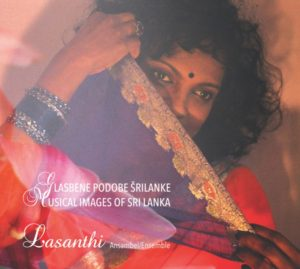 GLASBENE PODOBE ŠRILANKE
MUSICAL IMAGES OF SRI LANKA
Lasanthi Ansambel/Ensemble